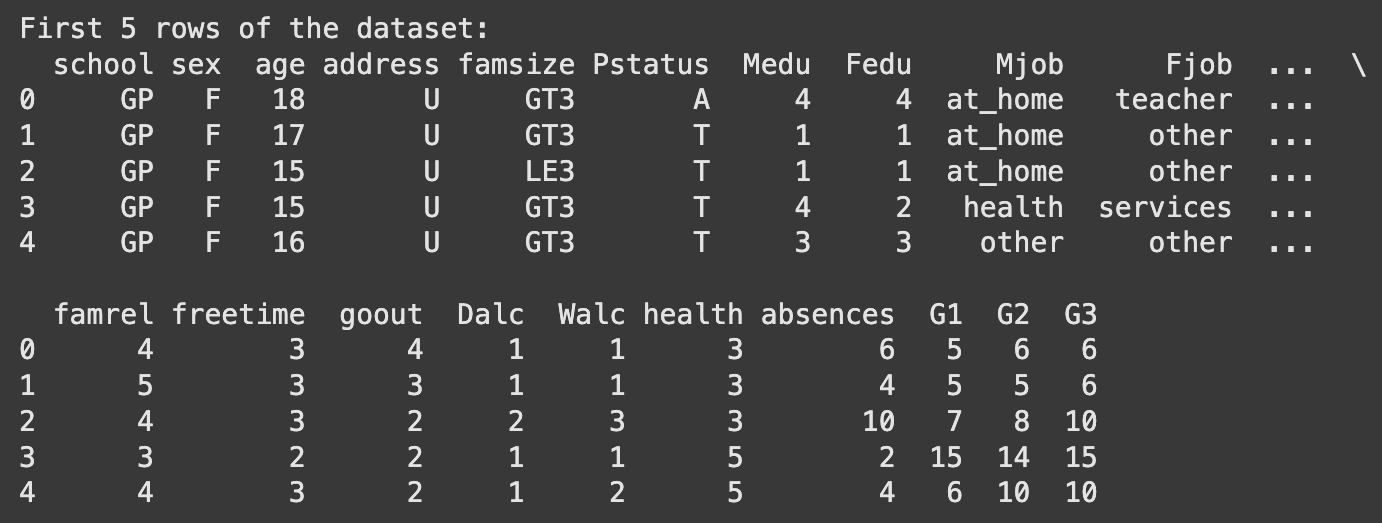 First 5 rows of the dataset:
  school sex  age address famsize Pstatus  Medu  Fedu     Mjob      Fjob  ...  \
0     GP   F   18       U     GT3       A     4     4  at_home   teacher  ...
1     GP   F   17       U     GT3       T     1     1  at_home     other  ...
2     GP   F   15       U     LE3       T     1     1  at_home     other  ...
3     GP   F   15       U     GT3       T     4     2   health  services  ...
4     GP   F   16       U     GT3       T     3     3    other     other  ...
  famrel freetime  goout  Dalc  Walc health absences  G1  G2  G3
0      4        3      4     1     1      3        6   5   6   6
1      5        3      3     1     1      3        4   5   5   6
2      4        3      2     2     3      3       10   7   8  10
3      3        2      2     1     1      5        2  15  14  15
4      4        3      2     1     2      5        4   6  10  10